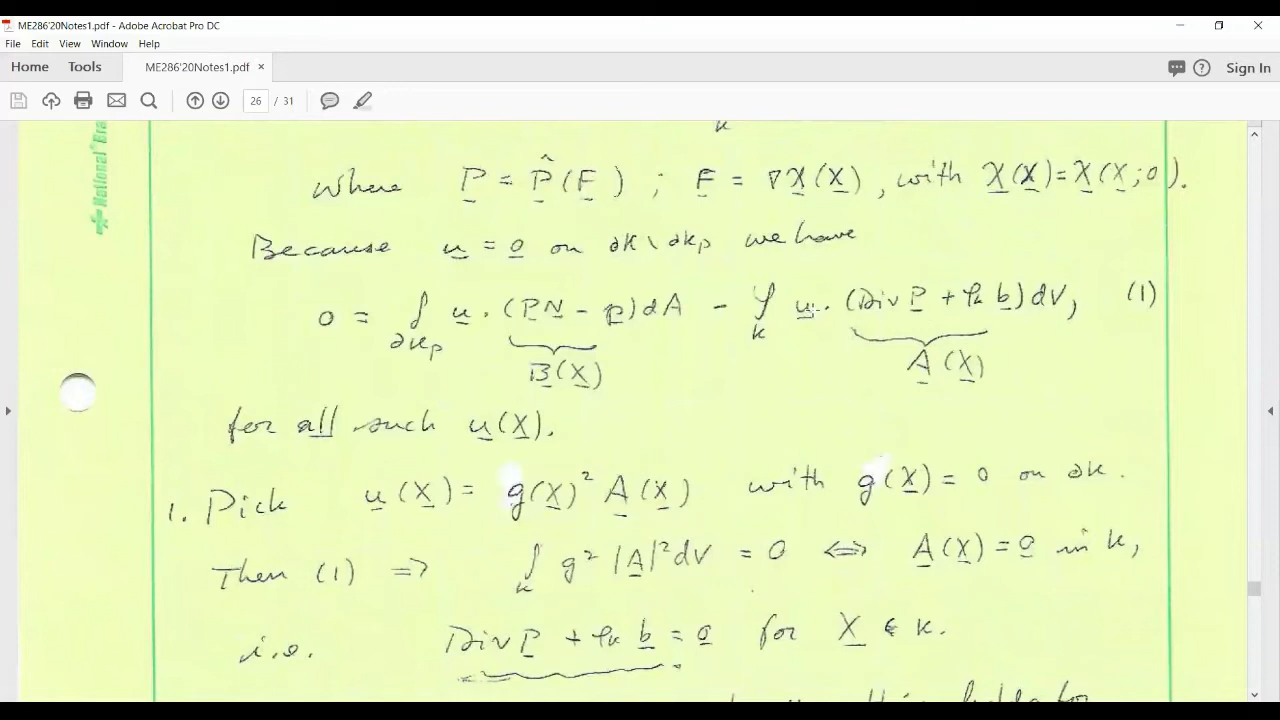 ME286'20Notes1.pdf - Adobe Acrobat Pro DC
File Edit View Window Help
Home Tools ME286'20Notes1.pdf × Sign In
26 / 31
National Bra
κ
Where P = P̂(F) ; F = ∇χ(X), with χ(X) = χ(X;0).
Because u = 0 on ∂κ\∂κp we have
0 = ∫∂κp u · (PN - p) dA - ∫κ u · (Div P + ρκ b) dV, (1)
B(X) A(X)
for all such u(X).
1. Pick u(X) = g(X)² A(X) with g(X) = 0 on ∂κ.
Then (1) ⇒ ∫κ g² |A|² dV = 0 ⇔ A(X) = 0 in κ,
i.e. Div P + ρκ b = 0 for X ∈ κ.